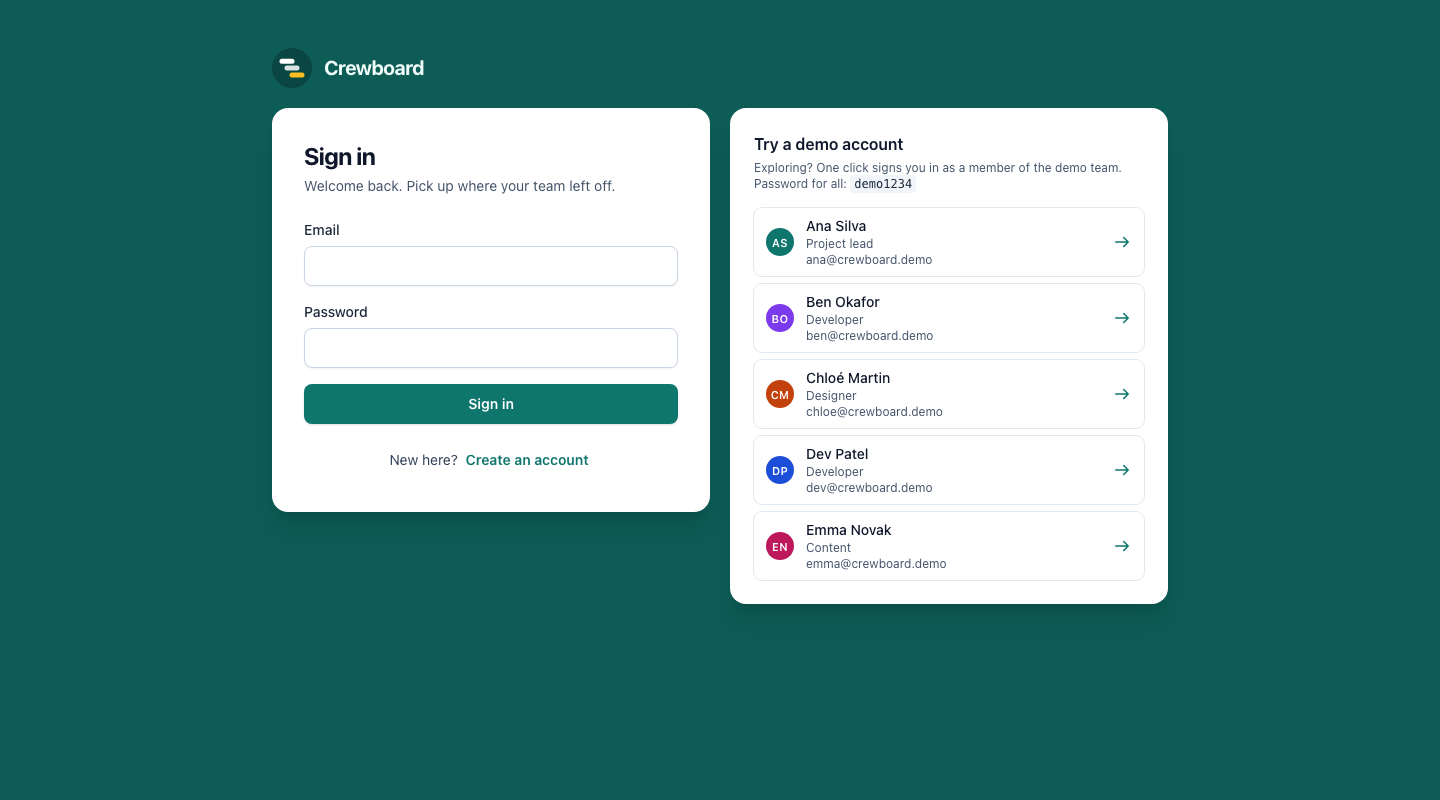 Crewboard
Sign in
Welcome back. Pick up where your team left off.
Email
Password
Sign in
New here? Create an account
Try a demo account
Exploring? One click signs you in as a member of the demo team.
Password for all: demo1234
AS
Ana Silva
Project lead
ana@crewboard.demo
BO
Ben Okafor
Developer
ben@crewboard.demo
CM
Chloé Martin
Designer
chloe@crewboard.demo
DP
Dev Patel
Developer
dev@crewboard.demo
EN
Emma Novak
Content
emma@crewboard.demo